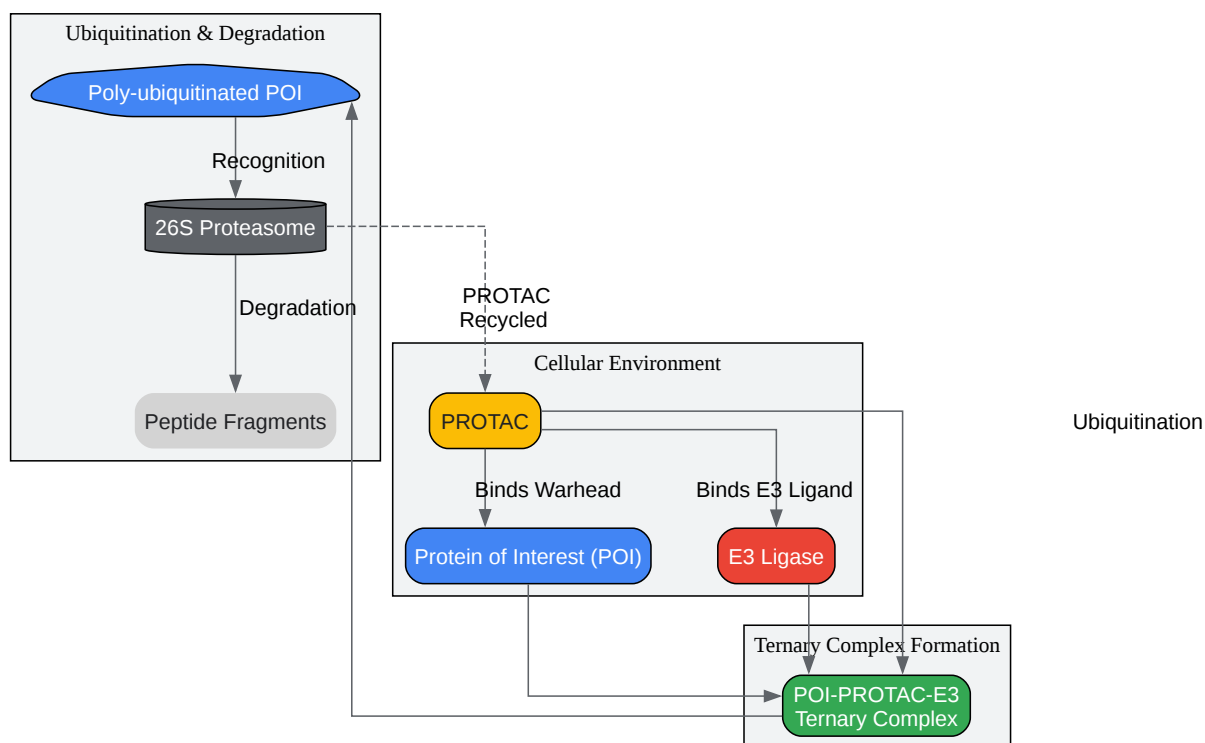 Ubiquitination & Degradation
Poly-ubiquitinated POI
Recognition
26S Proteasome
Degradation
PROTAC
Recycled
Peptide Fragments
Cellular Environment
PROTAC
Ubiquitination
Binds Warhead
Binds E3 Ligand
Protein of Interest (POI)
E3 Ligase
Ternary Complex Formation
POI-PROTAC-E3
Ternary Complex